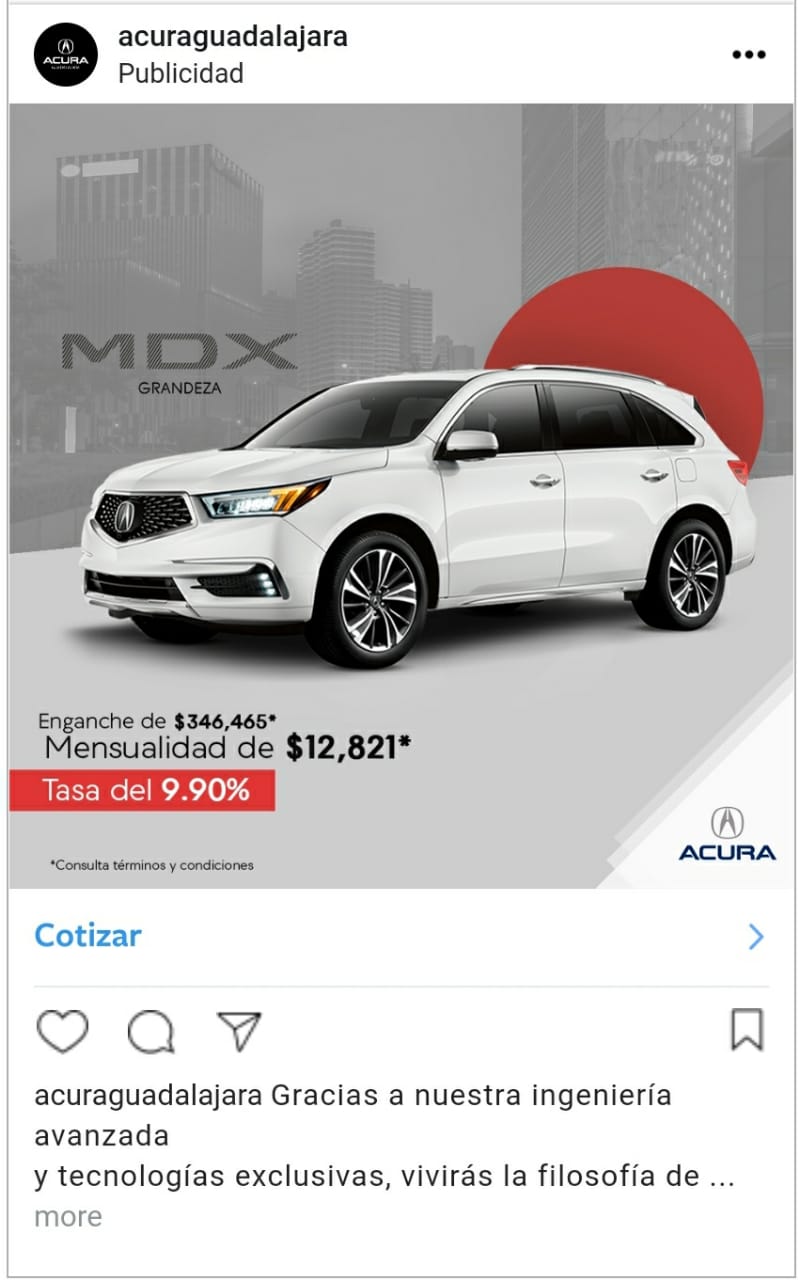 acuraguadalajara
Publicidad
ACURA
MDX
GRANDEZA
Enganche de $346,465*
Mensualidad de $12,821*
Tasa del 9.90%
*Consulta términos y condiciones
ACURA
Cotizar
acuraguadalajara Gracias a nuestra ingeniería
avanzada
y tecnologías exclusivas, vivirás la filosofía de ...
more